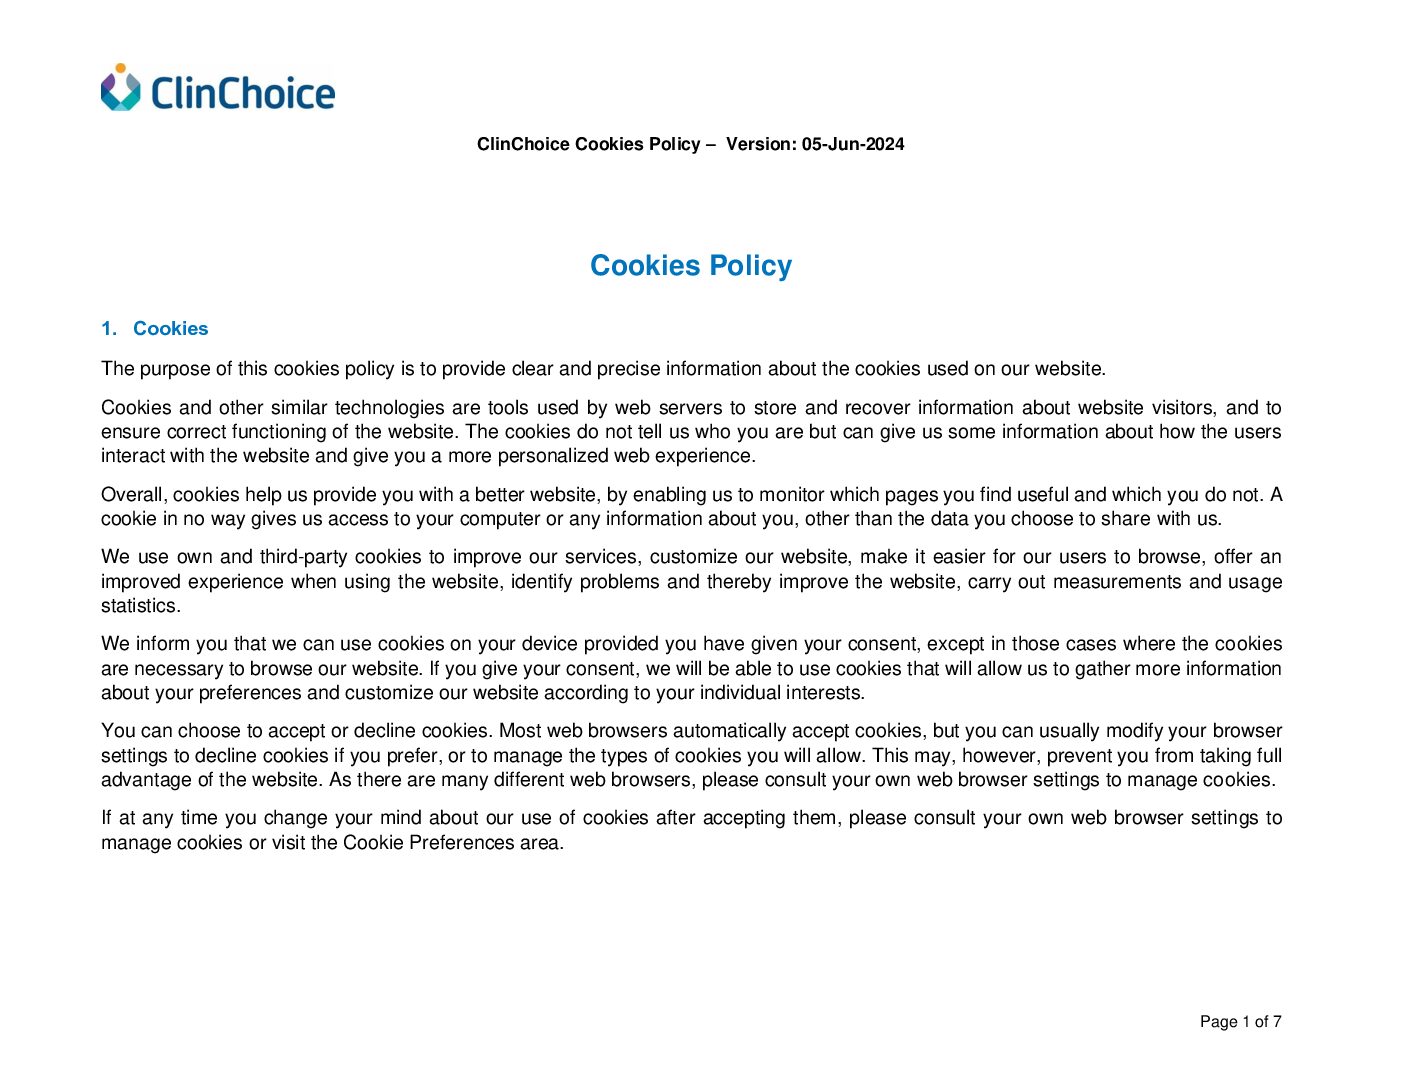 ClinChoice
ClinChoice Cookies Policy – Version: 05-Jun-2024
Cookies Policy
1. Cookies
The purpose of this cookies policy is to provide clear and precise information about the cookies used on our website.
Cookies and other similar technologies are tools used by web servers to store and recover information about website visitors, and to
ensure correct functioning of the website. The cookies do not tell us who you are but can give us some information about how the users
interact with the website and give you a more personalized web experience.
Overall, cookies help us provide you with a better website, by enabling us to monitor which pages you find useful and which you do not. A
cookie in no way gives us access to your computer or any information about you, other than the data you choose to share with us.
We use own and third-party cookies to improve our services, customize our website, make it easier for our users to browse, offer an
improved experience when using the website, identify problems and thereby improve the website, carry out measurements and usage
statistics.
We inform you that we can use cookies on your device provided you have given your consent, except in those cases where the cookies
are necessary to browse our website. If you give your consent, we will be able to use cookies that will allow us to gather more information
about your preferences and customize our website according to your individual interests.
You can choose to accept or decline cookies. Most web browsers automatically accept cookies, but you can usually modify your browser
settings to decline cookies if you prefer, or to manage the types of cookies you will allow. This may, however, prevent you from taking full
advantage of the website. As there are many different web browsers, please consult your own web browser settings to manage cookies.
If at any time you change your mind about our use of cookies after accepting them, please consult your own web browser settings to
manage cookies or visit the Cookie Preferences area.
Page 1 of 7